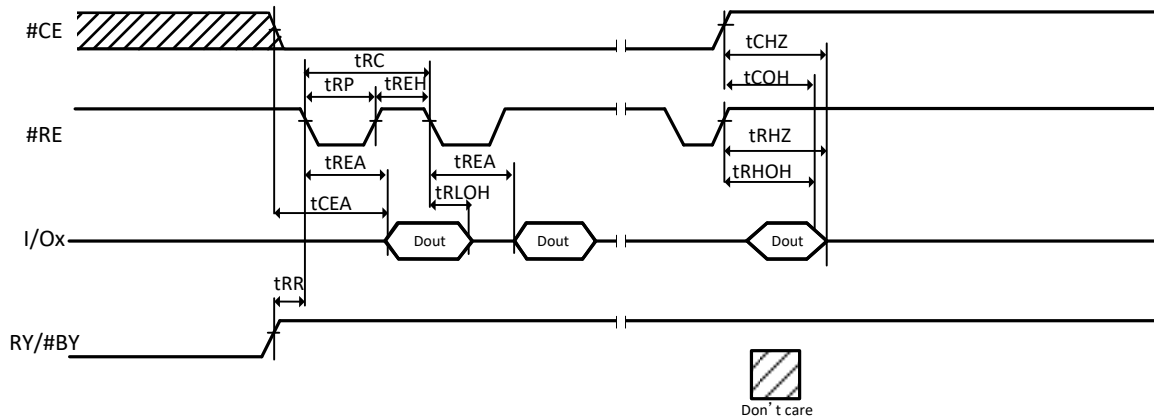 #CE
tCHZ
tRC
tCOH
tRP
tREH
#RE
tRHZ
tREA
tREA
tRHOH
tRLOH
tCEA
I/Ox
Dout
Dout
Dout
tRR
RY/#BY
Don't care